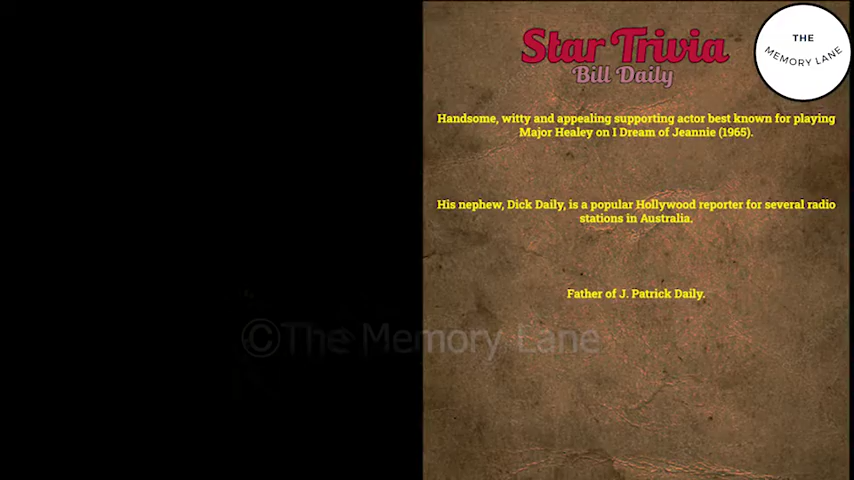 Star Trivia
Bill Daily
THE
MEMORY LANE
Handsome, witty and appealing supporting actor best known for playing
Major Healey on I Dream of Jeannie (1965).
His nephew, Dick Daily, is a popular Hollywood reporter for several radio
stations in Australia.
Father of J. Patrick Daily.
©The Memory Lane